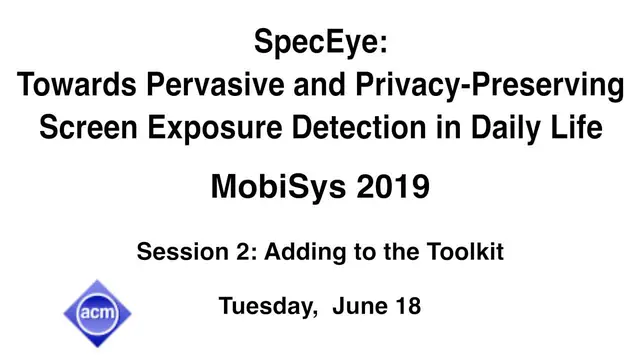 SpecEye:
Towards Pervasive and Privacy-Preserving
Screen Exposure Detection in Daily Life
MobiSys 2019
Session 2: Adding to the Toolkit
Tuesday,  June 18
acm